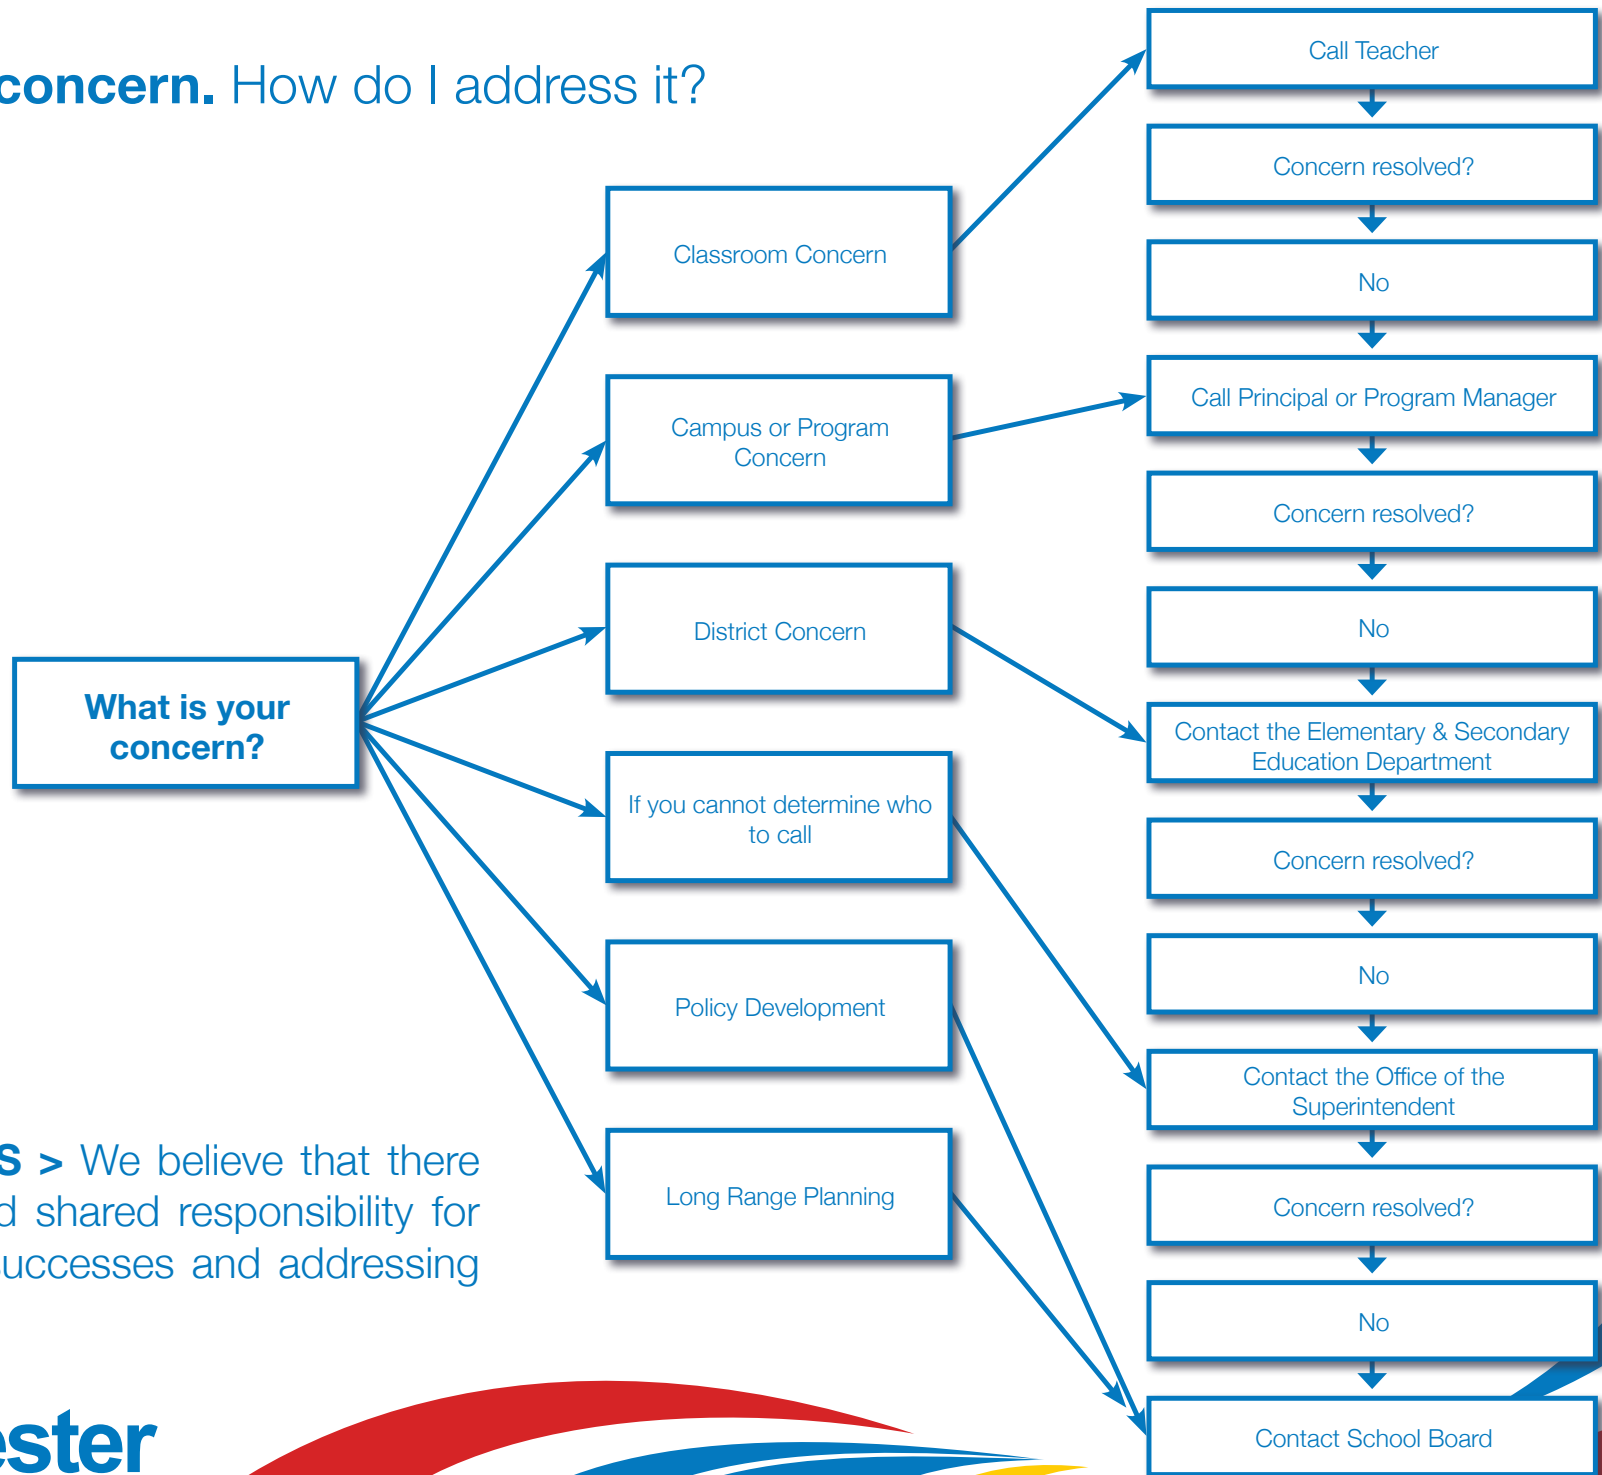 concern. How do I address it?
What is your
concern?
Classroom Concern
Campus or Program
Concern
District Concern
If you cannot determine who
to call
Policy Development
Long Range Planning
Call Teacher
Concern resolved?
No
Call Principal or Program Manager
Concern resolved?
No
Contact the Elementary & Secondary
Education Department
Concern resolved?
No
Contact the Office of the
Superintendent
Concern resolved?
No
Contact School Board
S > We believe that there
d shared responsibility for
successes and addressing
ester